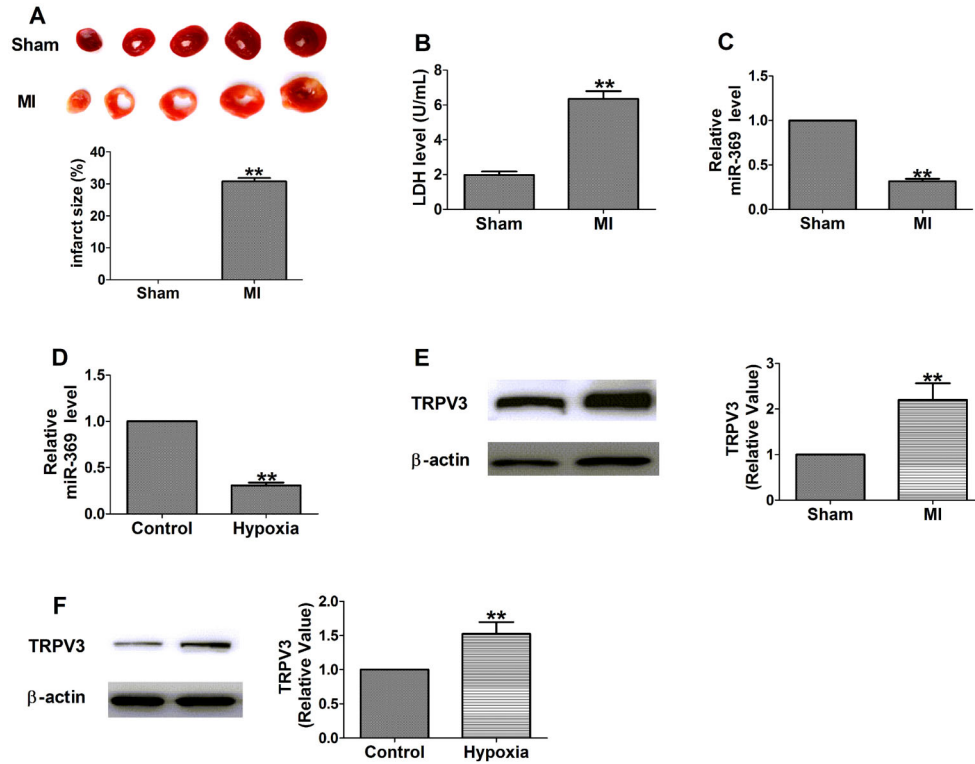 A
Sham
MI
infarct size (%)
40
30
20
10
0
**
Sham MI
B
LDH level (U/mL)
8
6
4
2
0
**
Sham MI
C
Relative
miR-369 level
1.5
1.0
0.5
0.0
**
Sham MI
D
Relative
miR-369 level
1.5
1.0
0.5
0.0
**
Control Hypoxia
E
TRPV3
β-actin
TRPV3
(Relative Value)
3
2
1
0
**
Sham MI
F
TRPV3
β-actin
TRPV3
(Relative Value)
2.0
1.5
1.0
0.5
0.0
**
Control Hypoxia